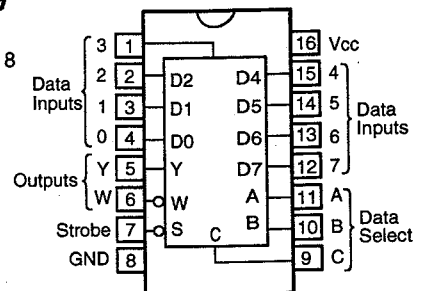 8
3 1 16 Vcc
2 2 D2 D4 15 4
Data Inputs
1 3 D1 D5 14 5
Data Inputs
0 4 D0 D6 13 6
Y 5 Y D7 12 7
Outputs
W 6 W A 11 A
Strobe 7 S B 10 B
Data Select
GND 8 C 9 C